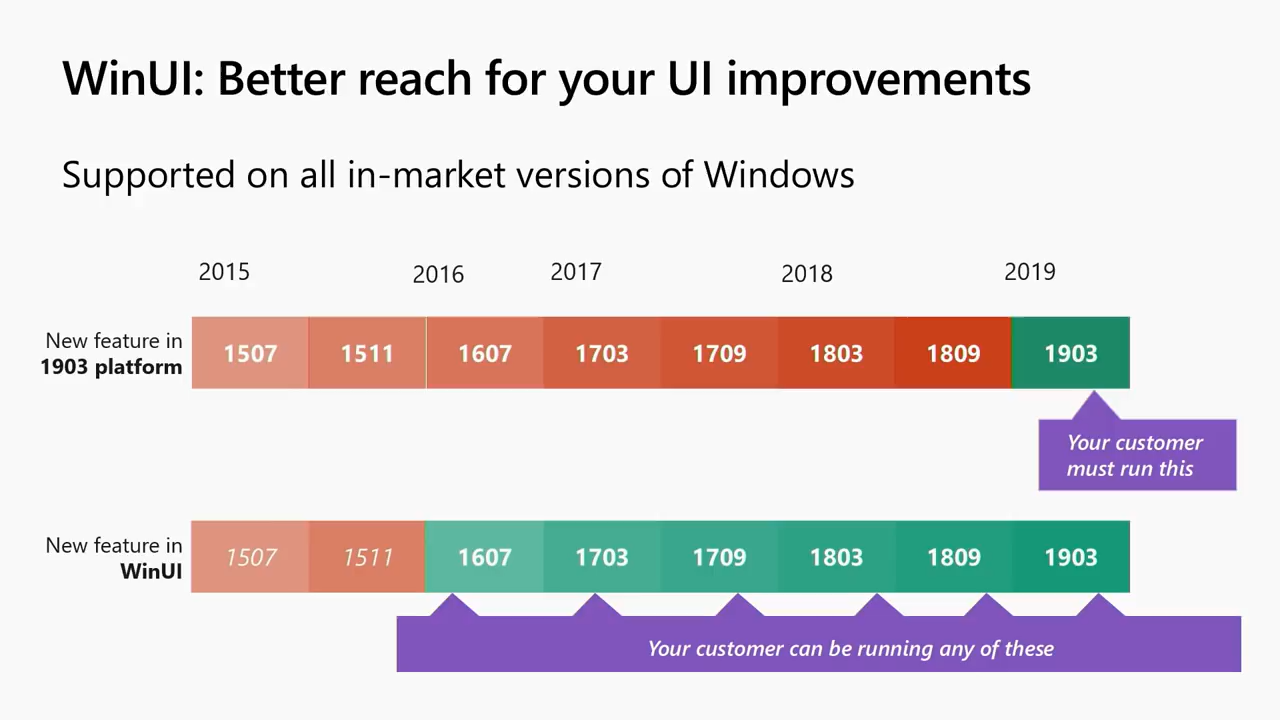 WinUI: Better reach for your UI improvements
Supported on all in-market versions of Windows
2015 2016 2017 2018 2019
New feature in
1903 platform
1507 1511 1607 1703 1709 1803 1809 1903
Your customer
must run this
New feature in
WinUI
1507 1511 1607 1703 1709 1803 1809 1903
Your customer can be running any of these